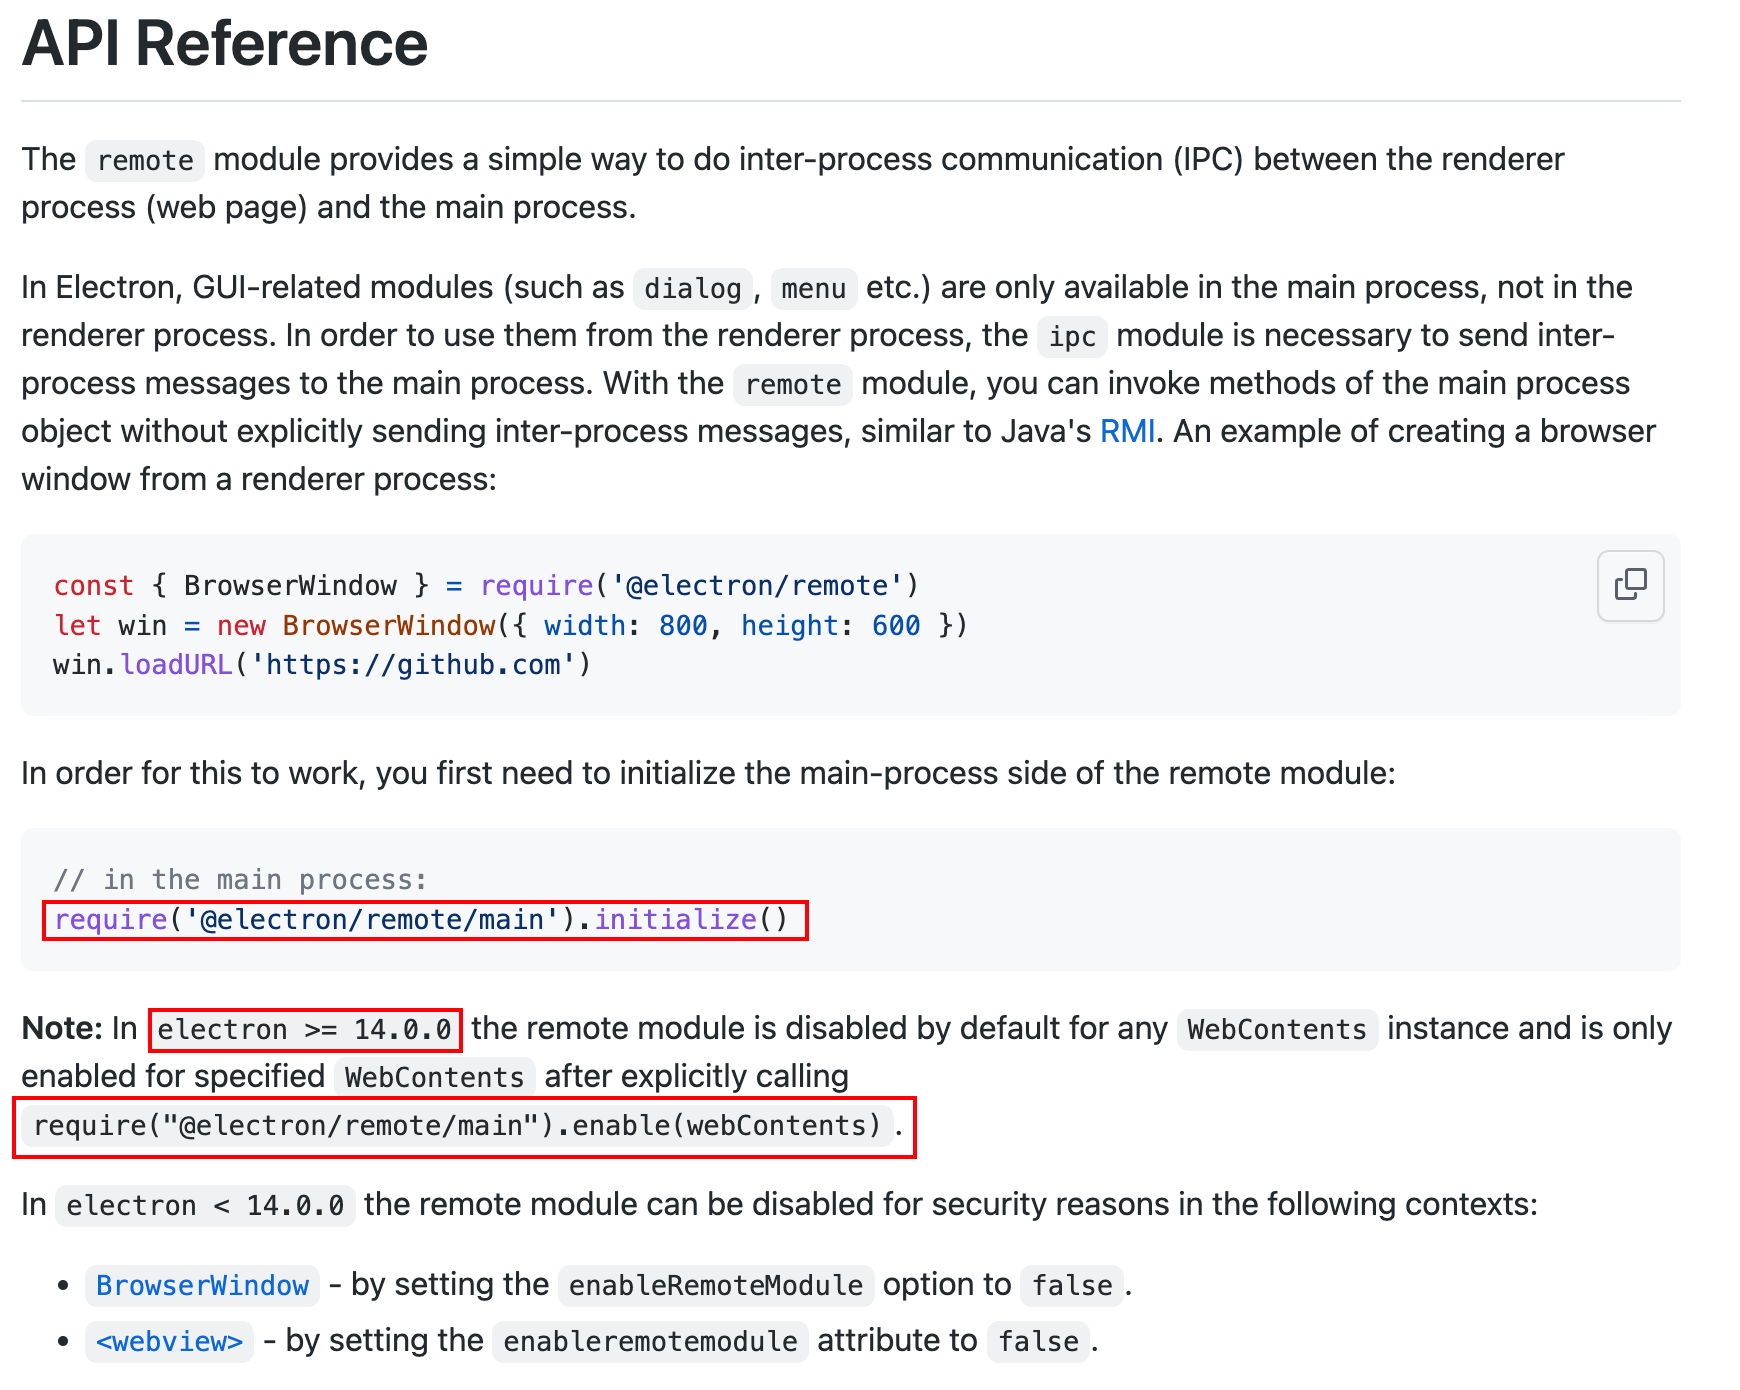 API Reference
The remote module provides a simple way to do inter-process communication (IPC) between the renderer
process (web page) and the main process.
In Electron, GUI-related modules (such as dialog, menu etc.) are only available in the main process, not in the
renderer process. In order to use them from the renderer process, the ipc module is necessary to send inter-
process messages to the main process. With the remote module, you can invoke methods of the main process
object without explicitly sending inter-process messages, similar to Java's RMI. An example of creating a browser
window from a renderer process:
const { BrowserWindow } = require('@electron/remote')
let win = new BrowserWindow({ width: 800, height: 600 })
win.loadURL('https://github.com')
In order for this to work, you first need to initialize the main-process side of the remote module:
// in the main process:
require('@electron/remote/main').initialize()
Note: In electron >= 14.0.0 the remote module is disabled by default for any WebContents instance and is only
enabled for specified WebContents after explicitly calling
require("@electron/remote/main").enable(webContents).
In electron < 14.0.0 the remote module can be disabled for security reasons in the following contexts:
• BrowserWindow - by setting the enableRemoteModule option to false.
• <webview> - by setting the enableremotemodule attribute to false.